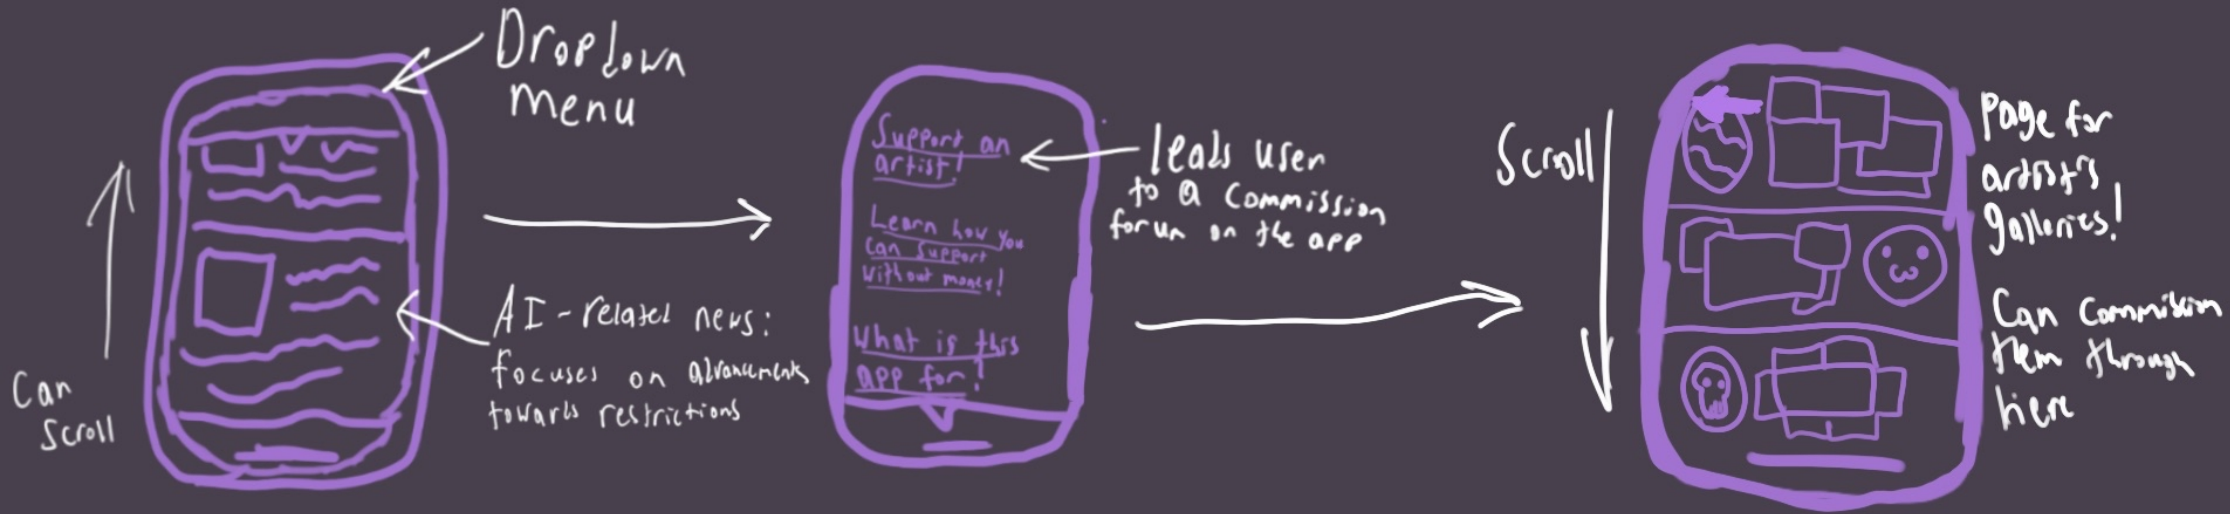 Dropdown
menu
Can
Scroll
AI-related news:
focuses on advancements
towards restrictions
Support an
artist!
Learn how you
can support
without money!
What is this
app for?
leads user
to a commission
forum on the app
Scroll
Page for
artist's
galleries!
Can commission
them through
here